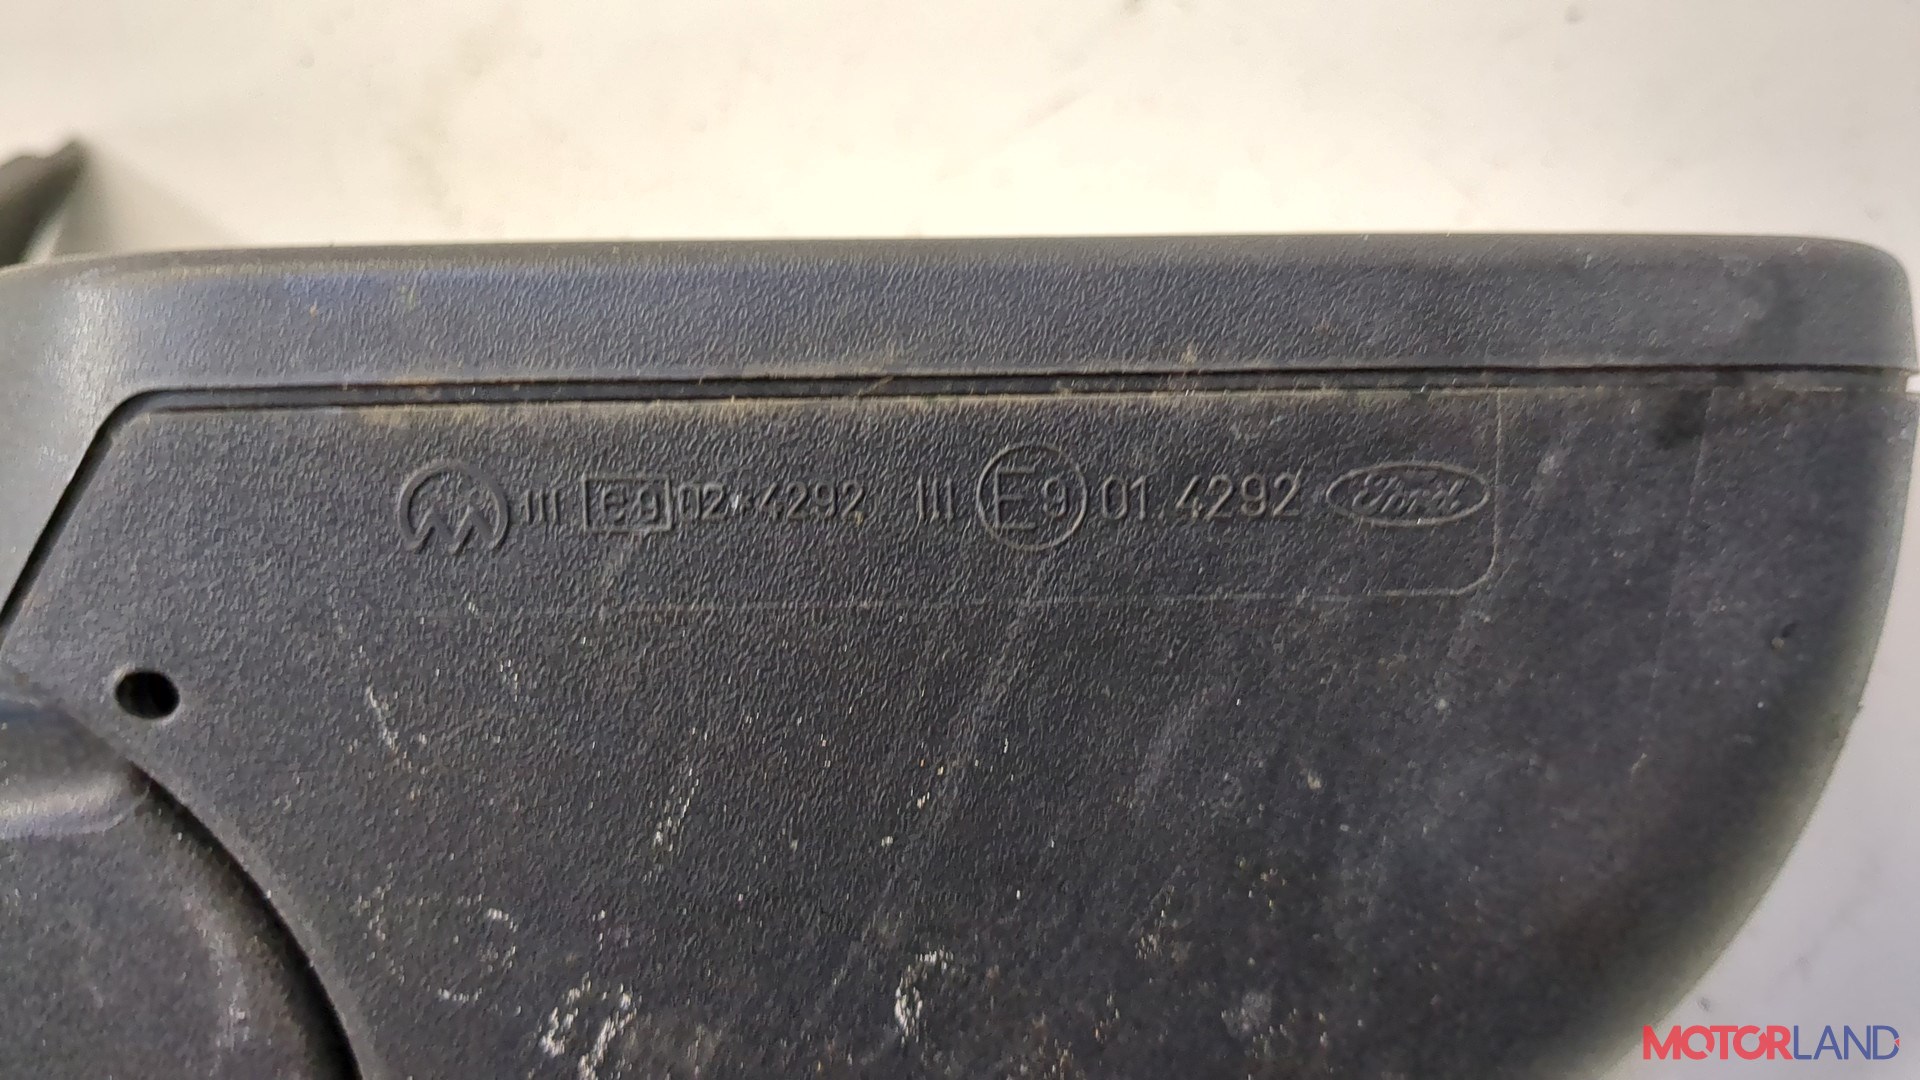 III e9 02*4292 III E9 01.4292 Ford
MOTORLAND